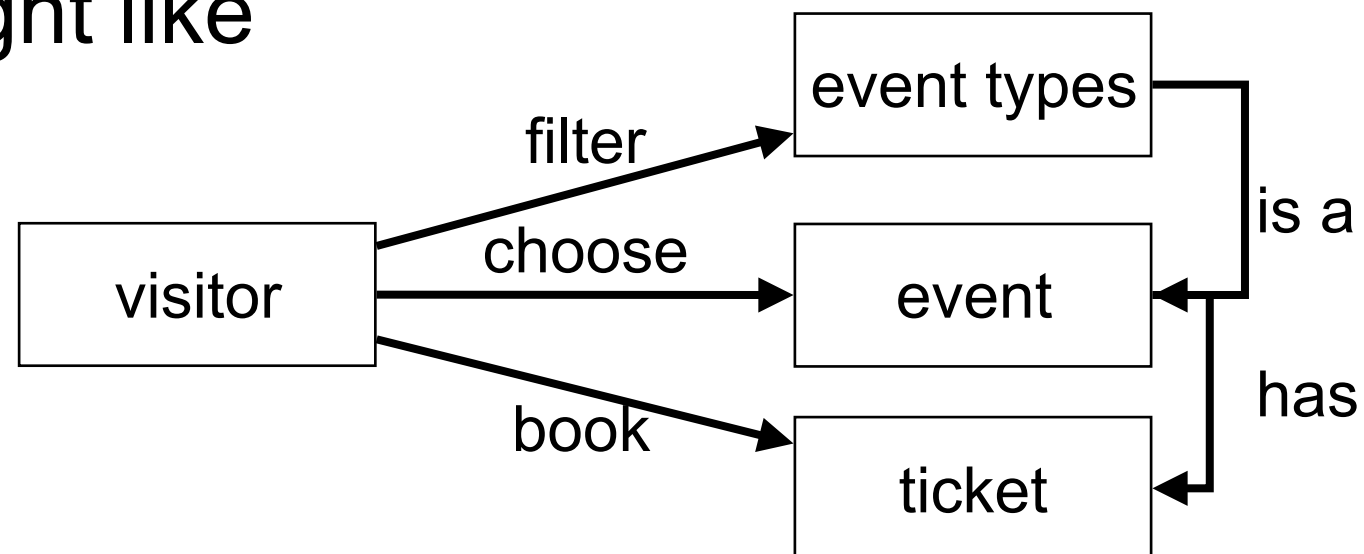 ght like
event types
filter
is a
choose
visitor
event
has
book
ticket